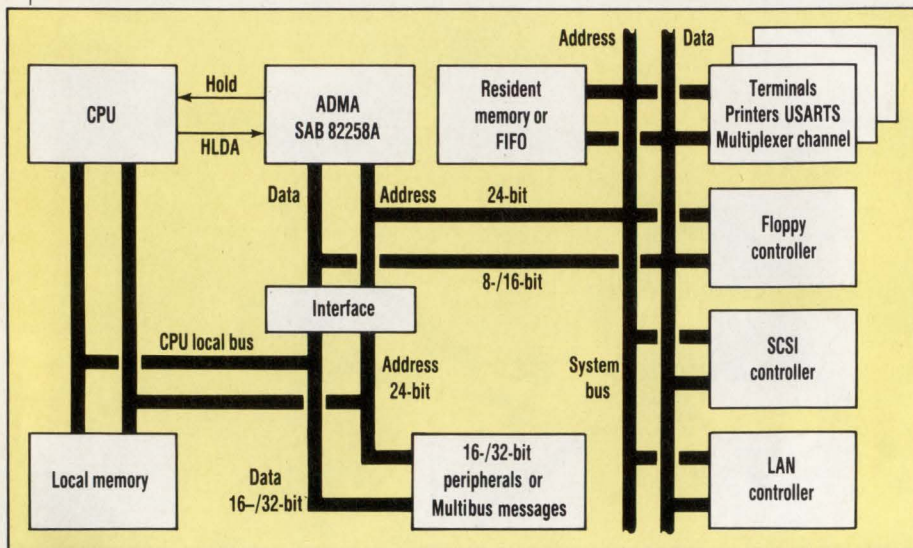 Address
Data
CPU
Hold
HLDA
ADMA
SAB 82258A
Resident
memory or
FIFO
Terminals
Printers USARTS
Multiplexer channel
Data
Address
24-bit
8-/16-bit
Floppy
controller
Interface
CPU local bus
Address
24-bit
System
bus
SCSI
controller
Local memory
Data
16-/32-bit
16-/32-bit
peripherals or
Multibus messages
LAN
controller